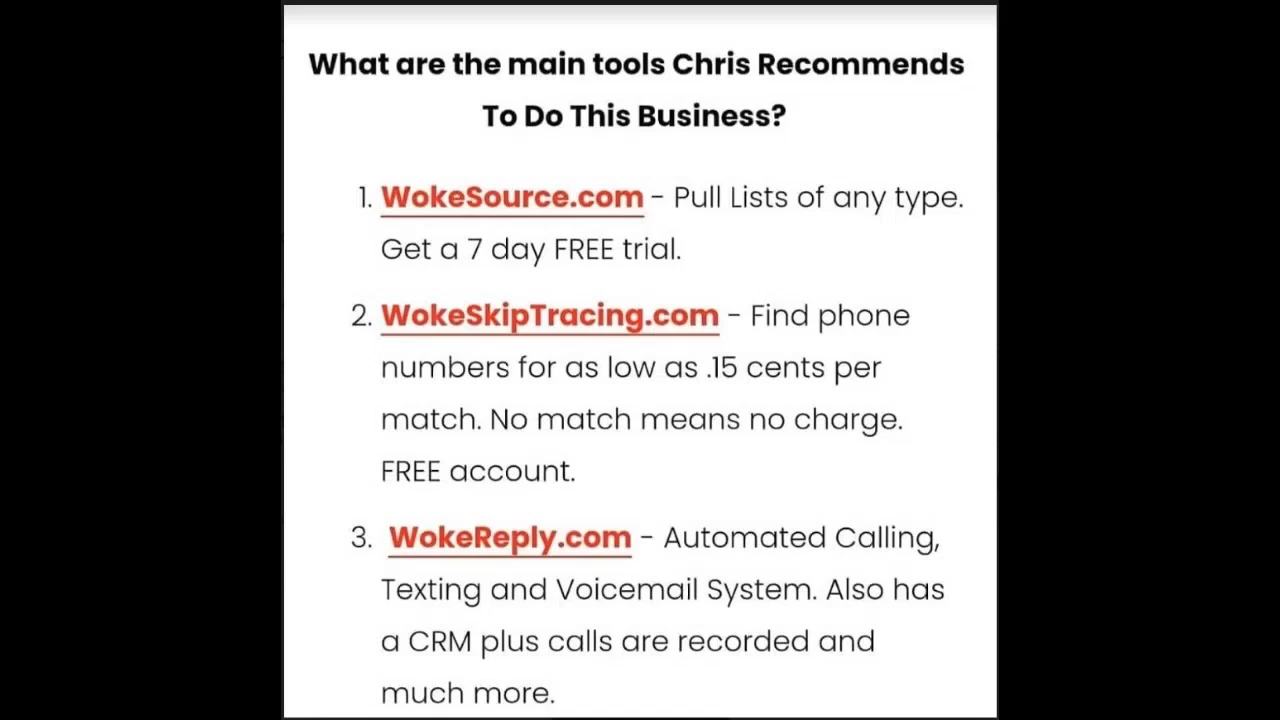 What are the main tools Chris Recommends
To Do This Business?
1. WokeSource.com - Pull Lists of any type.
Get a 7 day FREE trial.
2. WokeSkipTracing.com - Find phone
numbers for as low as .15 cents per
match. No match means no charge.
FREE account.
3. WokeReply.com - Automated Calling,
Texting and Voicemail System. Also has
a CRM plus calls are recorded and
much more.